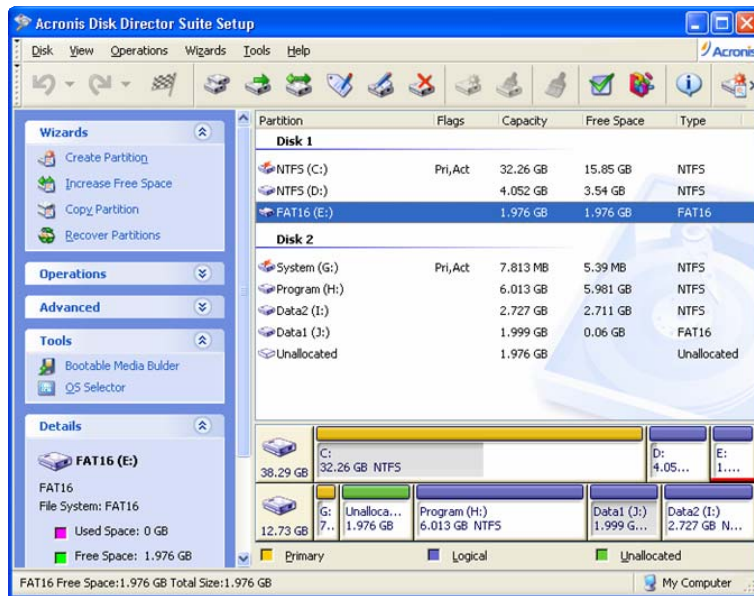 Acronis Disk Director Suite Setup
Disk View Operations Wizards Tools Help
Acronis
Wizards
Create Partition
Increase Free Space
Copy Partition
Recover Partitions
Operations
Advanced
Tools
Bootable Media Bulder
OS Selector
Details
FAT16 (E:)
FAT16
File System: FAT16
Used Space: 0 GB
Free Space: 1.976 GB
Partition Flags Capacity Free Space Type
Disk 1
NTFS (C:) Pri,Act 32.26 GB 15.85 GB NTFS
NTFS (D:) 4.052 GB 3.54 GB NTFS
FAT16 (E:) 1.976 GB 1.976 GB FAT16
Disk 2
System (G:) Pri,Act 7.813 MB 5.39 MB NTFS
Program (H:) 6.013 GB 5.981 GB NTFS
Data2 (I:) 2.727 GB 2.711 GB NTFS
Data1 (J:) 1.999 GB 0.06 GB FAT16
Unallocated 1.976 GB Unallocated
38.29 GB
C:
32.26 GB NTFS
D:
4.05...
E:
1....
12.73 GB
G:
7..
Unalloca...
1.976 GB
Program (H:)
6.013 GB NTFS
Data1 (J:)
1.999 G...
Data2 (I:)
2.727 GB N...
Primary Logical Unallocated
FAT16 Free Space:1.976 GB Total Size:1.976 GB
My Computer